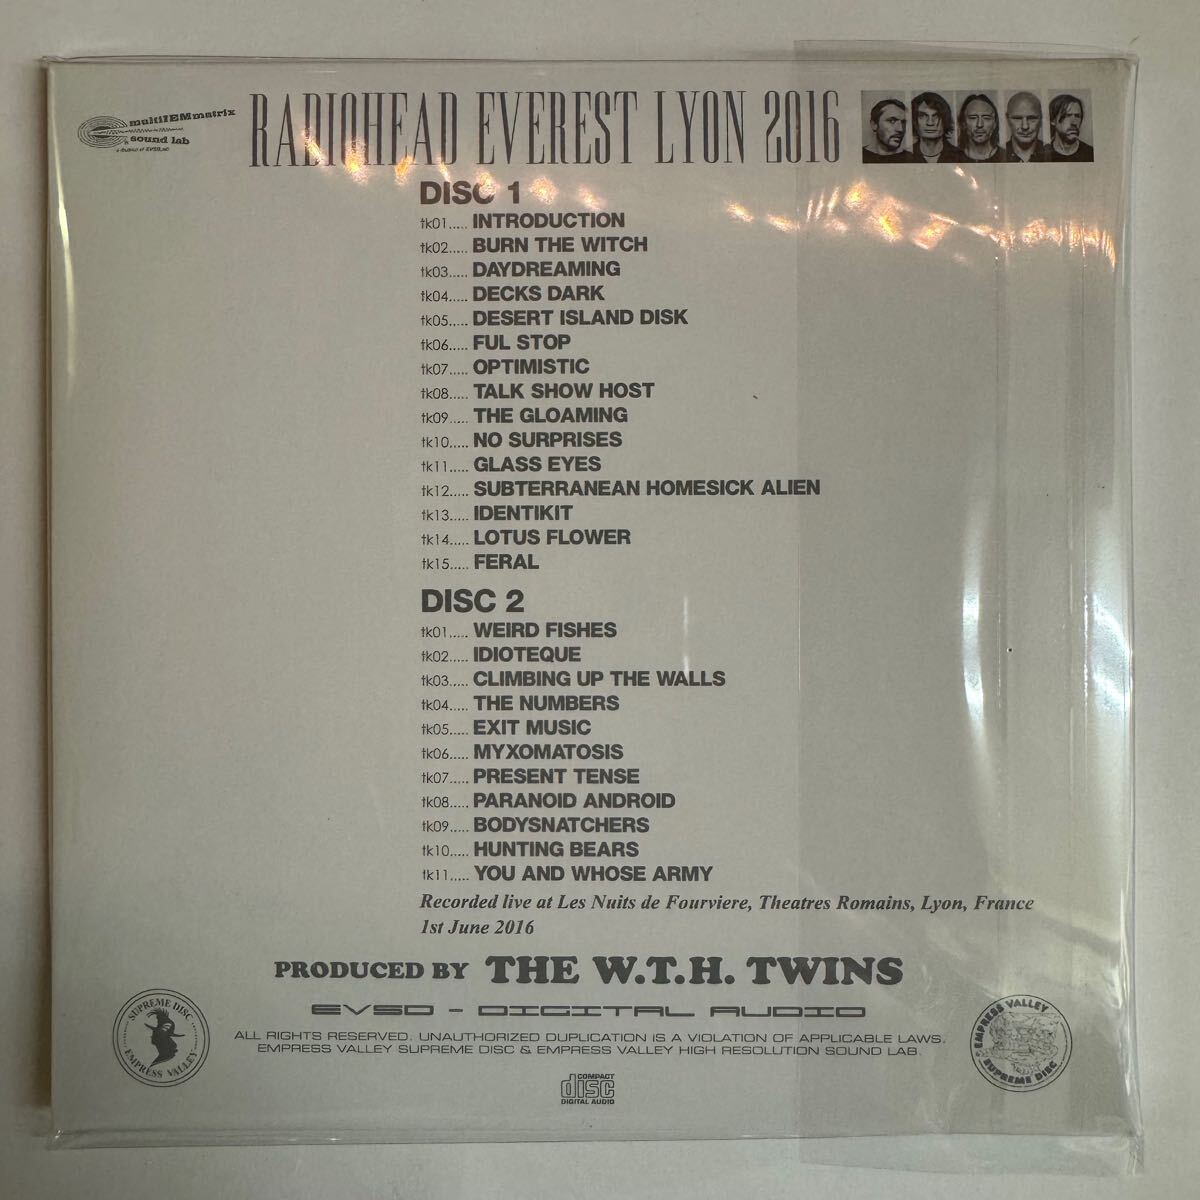 multiIEMmatrix
sound lab
RADIOHEAD EVEREST LYON 2016
DISC 1
tk01..... INTRODUCTION
tk02..... BURN THE WITCH
tk03..... DAYDREAMING
tk04..... DECKS DARK
tk05..... DESERT ISLAND DISK
tk06..... FUL STOP
tk07..... OPTIMISTIC
tk08..... TALK SHOW HOST
tk09..... THE GLOAMING
tk10..... NO SURPRISES
tk11..... GLASS EYES
tk12..... SUBTERRANEAN HOMESICK ALIEN
tk13..... IDENTIKIT
tk14..... LOTUS FLOWER
tk15..... FERAL
DISC 2
tk01..... WEIRD FISHES
tk02..... IDIOTEQUE
tk03..... CLIMBING UP THE WALLS
tk04..... THE NUMBERS
tk05..... EXIT MUSIC
tk06..... MYXOMATOSIS
tk07..... PRESENT TENSE
tk08..... PARANOID ANDROID
tk09..... BODYSNATCHERS
tk10..... HUNTING BEARS
tk11..... YOU AND WHOSE ARMY
Recorded live at Les Nuits de Fourviere, Theatres Romains, Lyon, France
1st June 2016
PRODUCED BY THE W.T.H. TWINS
EVSD - DIGITAL AUDIO
ALL RIGHTS RESERVED. UNAUTHORIZED DUPLICATION IS A VIOLATION OF APPLICABLE LAWS.
EMPRESS VALLEY SUPREME DISC & EMPRESS VALLEY HIGH RESOLUTION SOUND LAB.
SUPREME DISC
EMPRESS VALLEY
EMPRESS VALLEY
SUPREME DISC
COMPACT
disc
DIGITAL AUDIO